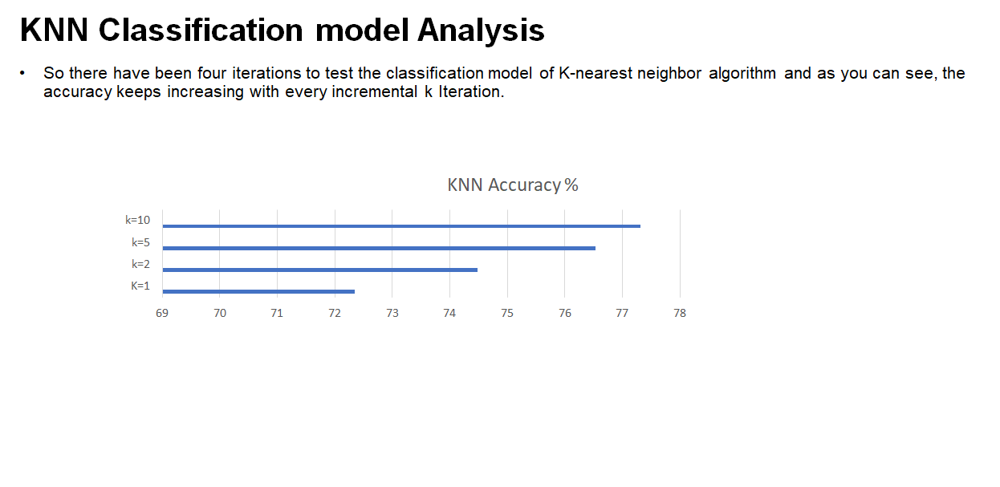 KNN Classification model Analysis
• So there have been four iterations to test the classification model of K-nearest neighbor algorithm and as you can see, the
accuracy keeps increasing with every incremental k Iteration.
KNN Accuracy %
k=10
k=5
k=2
K=1
69 70 71 72 73 74 75 76 77 78